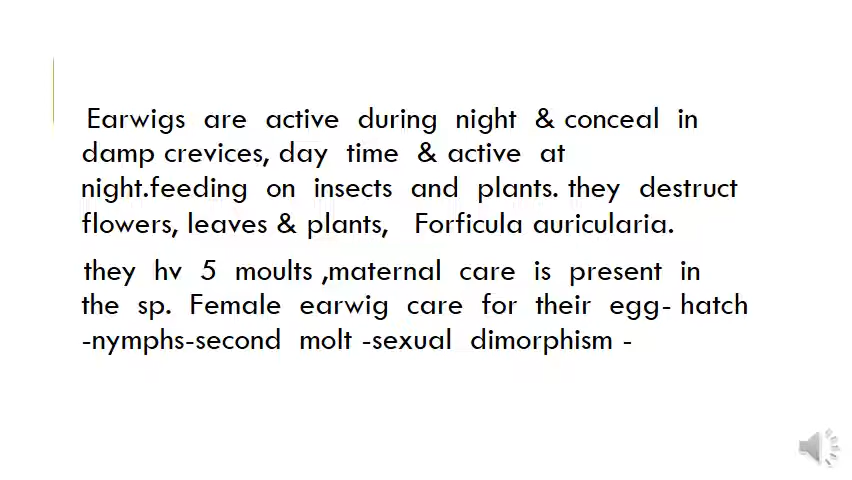 Earwigs are active during night & conceal in
damp crevices, day time & active at
night.feeding on insects and plants. they destruct
flowers, leaves & plants, Forficula auricularia.
they hv 5 moults ,maternal care is present in
the sp. Female earwig care for their egg- hatch
-nymphs-second molt -sexual dimorphism -